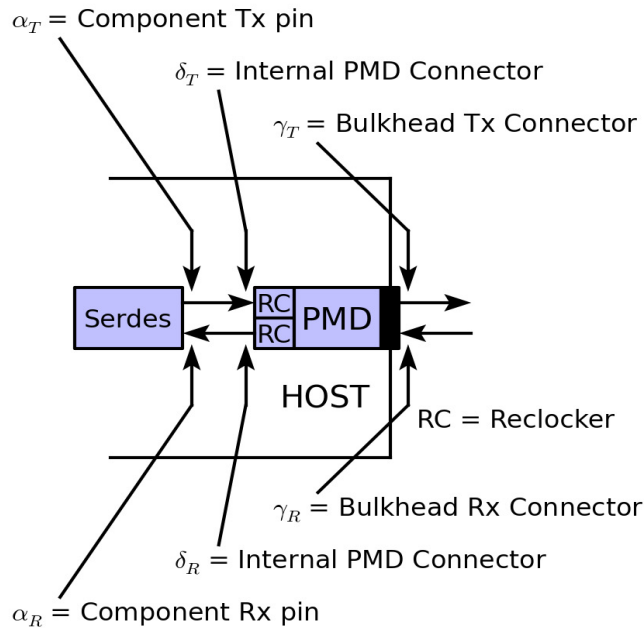 α_T = Component Tx pin
δ_T = Internal PMD Connector
γ_T = Bulkhead Tx Connector
Serdes
RC
RC
PMD
HOST
RC = Reclocker
γ_R = Bulkhead Rx Connector
δ_R = Internal PMD Connector
α_R = Component Rx pin